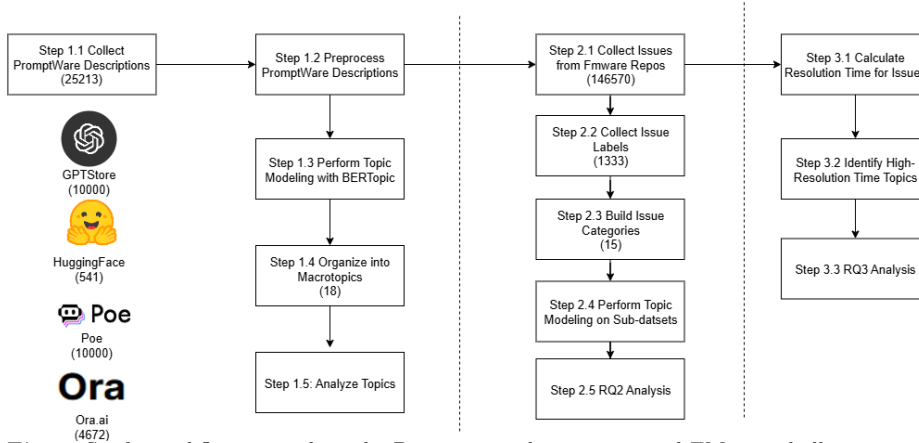 Step 1.1 Collect
PromptWare Descriptions
(25213)
GPTStore
(10000)
HuggingFace
(541)
Poe
Poe
(10000)
Ora
Ora.ai
(4672)
Step 1.2 Preprocess
PromptWare Descriptions
Step 1.3 Perform Topic
Modeling with BERTopic
Step 1.4 Organize into
Macrotopics
(18)
Step 1.5: Analyze Topics
Step 2.1 Collect Issues
from Fmware Repos
(146570)
Step 2.2 Collect Issue
Labels
(1333)
Step 2.3 Build Issue
Categories
(15)
Step 2.4 Perform Topic
Modeling on Sub-datsets
Step 2.5 RQ2 Analysis
Step 3.1 Calculate
Resolution Time for Issue
Step 3.2 Identify High-
Resolution Time Topics
Step 3.3 RQ3 Analysis